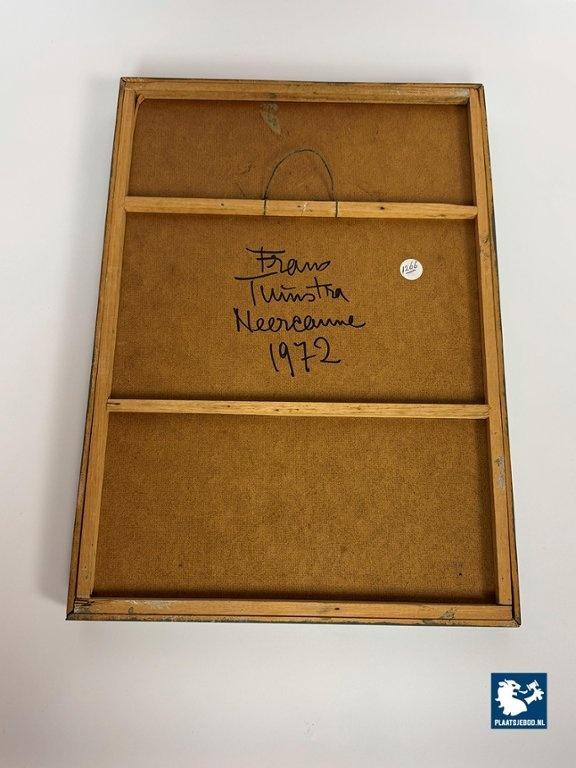 Frans
Tuinstra
Neercanne
1972
1266
PLAATSJEBOD.NL